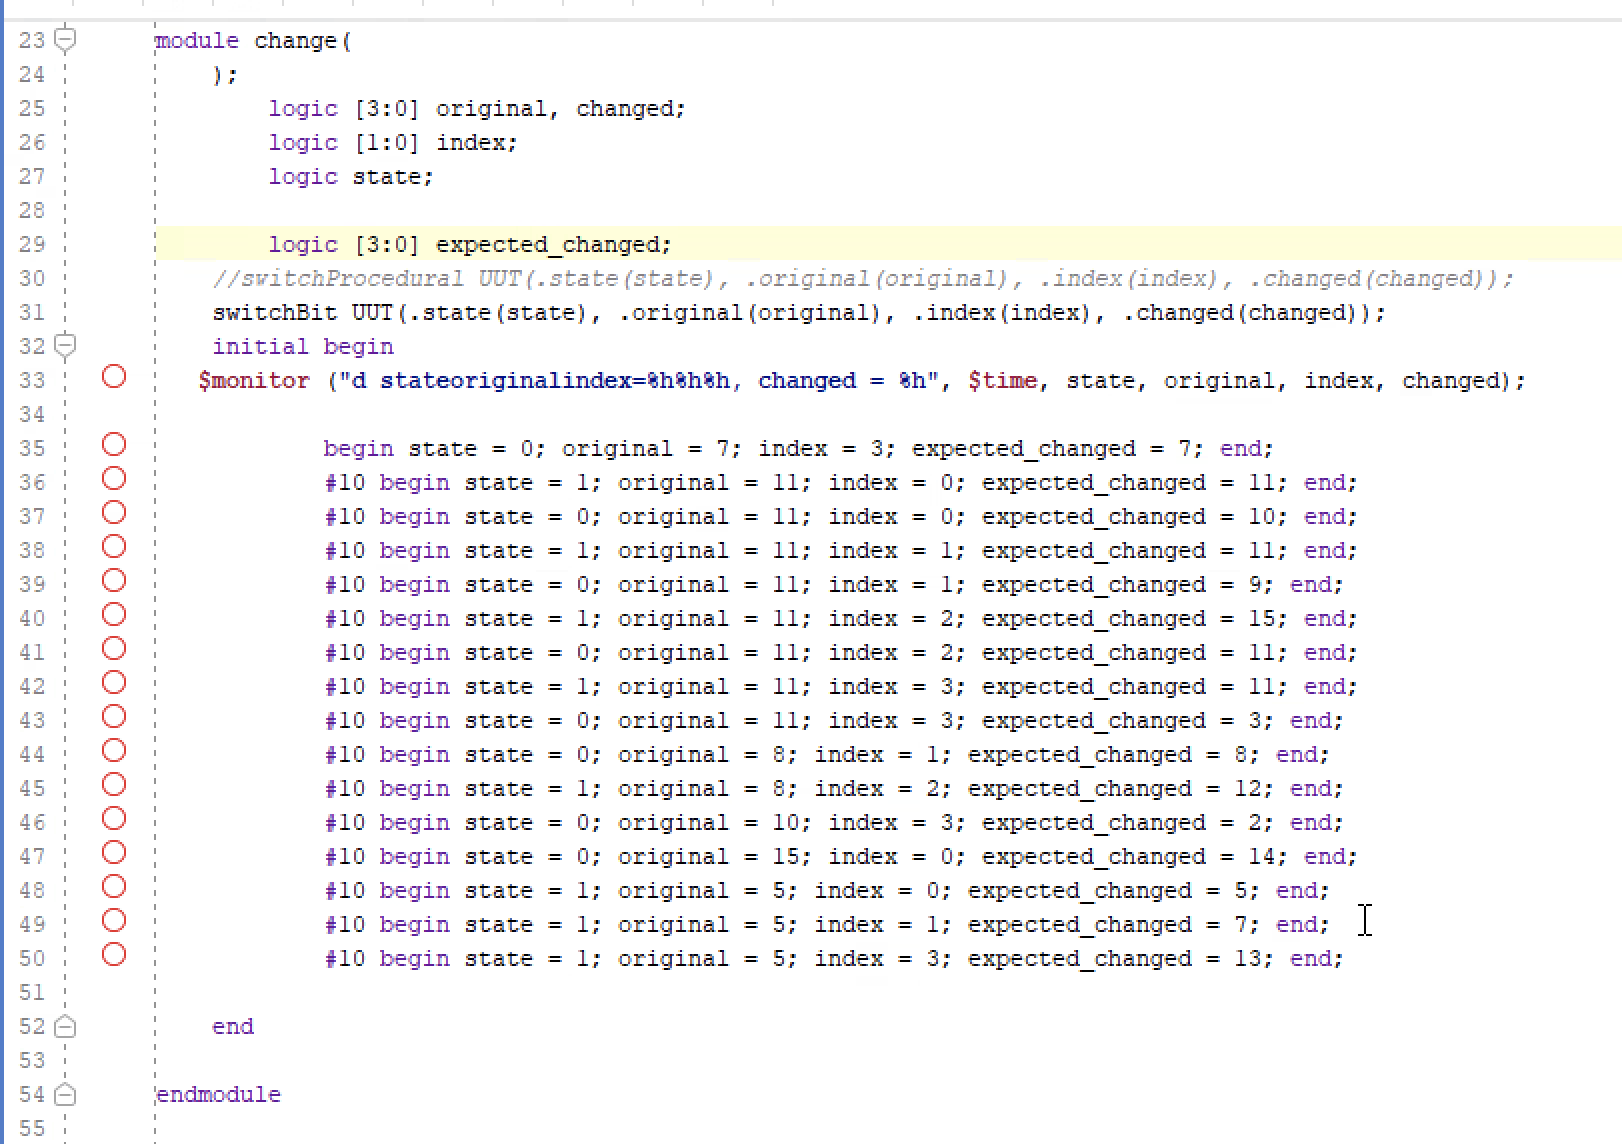 23 module change(
24 );
25 logic [3:0] original, changed;
26 logic [1:0] index;
27 logic state;
28
29 logic [3:0] expected_changed;
30 //switchProcedural UUT(.state(state), .original(original), .index(index), .changed(changed));
31 switchBit UUT(.state(state), .original(original), .index(index), .changed(changed));
32 initial begin
33 $monitor ("d stateoriginalindex=%h%h%h, changed = %h", $time, state, original, index, changed);
34
35 begin state = 0; original = 7; index = 3; expected_changed = 7; end;
36 #10 begin state = 1; original = 11; index = 0; expected_changed = 11; end;
37 #10 begin state = 0; original = 11; index = 0; expected_changed = 10; end;
38 #10 begin state = 1; original = 11; index = 1; expected_changed = 11; end;
39 #10 begin state = 0; original = 11; index = 1; expected_changed = 9; end;
40 #10 begin state = 1; original = 11; index = 2; expected_changed = 15; end;
41 #10 begin state = 0; original = 11; index = 2; expected_changed = 11; end;
42 #10 begin state = 1; original = 11; index = 3; expected_changed = 11; end;
43 #10 begin state = 0; original = 11; index = 3; expected_changed = 3; end;
44 #10 begin state = 0; original = 8; index = 1; expected_changed = 8; end;
45 #10 begin state = 1; original = 8; index = 2; expected_changed = 12; end;
46 #10 begin state = 0; original = 10; index = 3; expected_changed = 2; end;
47 #10 begin state = 0; original = 15; index = 0; expected_changed = 14; end;
48 #10 begin state = 1; original = 5; index = 0; expected_changed = 5; end;
49 #10 begin state = 1; original = 5; index = 1; expected_changed = 7; end;
50 #10 begin state = 1; original = 5; index = 3; expected_changed = 13; end;
51
52 end
53
54 endmodule
55